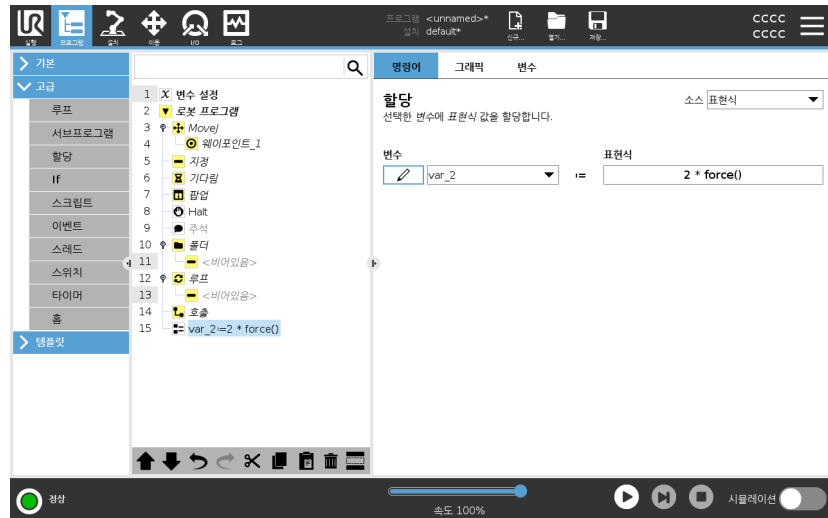 UR
실행
프로그램
설치
이동
I/O
로그
프로그램 <unnamed>*
설치 default*
신규...
열기...
저장...
cccc
cccc
기본
고급
루프
서브프로그램
할당
If
스크립트
이벤트
스레드
스위치
타이머
홈
템플릿
1 X 변수 설정
2 로봇 프로그램
3 MoveJ
4 웨이포인트_1
5 지정
6 기다림
7 팝업
8 Halt
9 주석
10 폴더
11 <비어있음>
12 루프
13 <비어있음>
14 호출
15 var_2≔2 * force()
명령어 그래픽 변수
할당
선택한 변수에 표현식 값을 할당합니다.
소스 표현식
변수 표현식
var_2 ≔ 2 * force()
정상
속도 100%
시뮬레이션